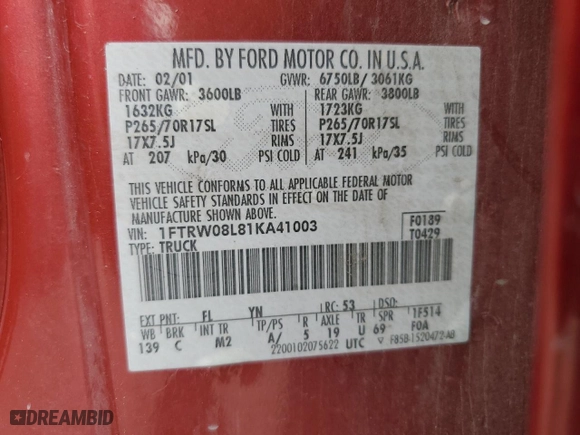 MFD. BY FORD MOTOR CO. IN U.S.A.
DATE: 02/01 GVWR: 6750LB/ 3061KG
FRONT GAWR: 3600LB REAR GAWR: 3800LB
1632KG WITH 1723KG WITH
P265/70R17SL TIRES P265/70R17SL TIRES
17X7.5J RIMS 17X7.5J RIMS
AT 207 kPa/30 PSI COLD AT 241 kPa/35 PSI COLD
THIS VEHICLE CONFORMS TO ALL APPLICABLE FEDERAL MOTOR
VEHICLE SAFETY STANDARDS IN EFFECT ON THE DATE OF
MANUFACTURE SHOWN ABOVE.
VIN: 1FTRW08L81KA41003 F0189
TYPE: TRUCK T0429
EXT PNT: FL YN RC: 53 DSO:
WB BRK INT TR TP/PS R AXLE TR SPR 1F514
139 C M2 A/ 5 19 U 69 F0A
2200102075622 UTC V F85B-1520472-AB
DREAMBID